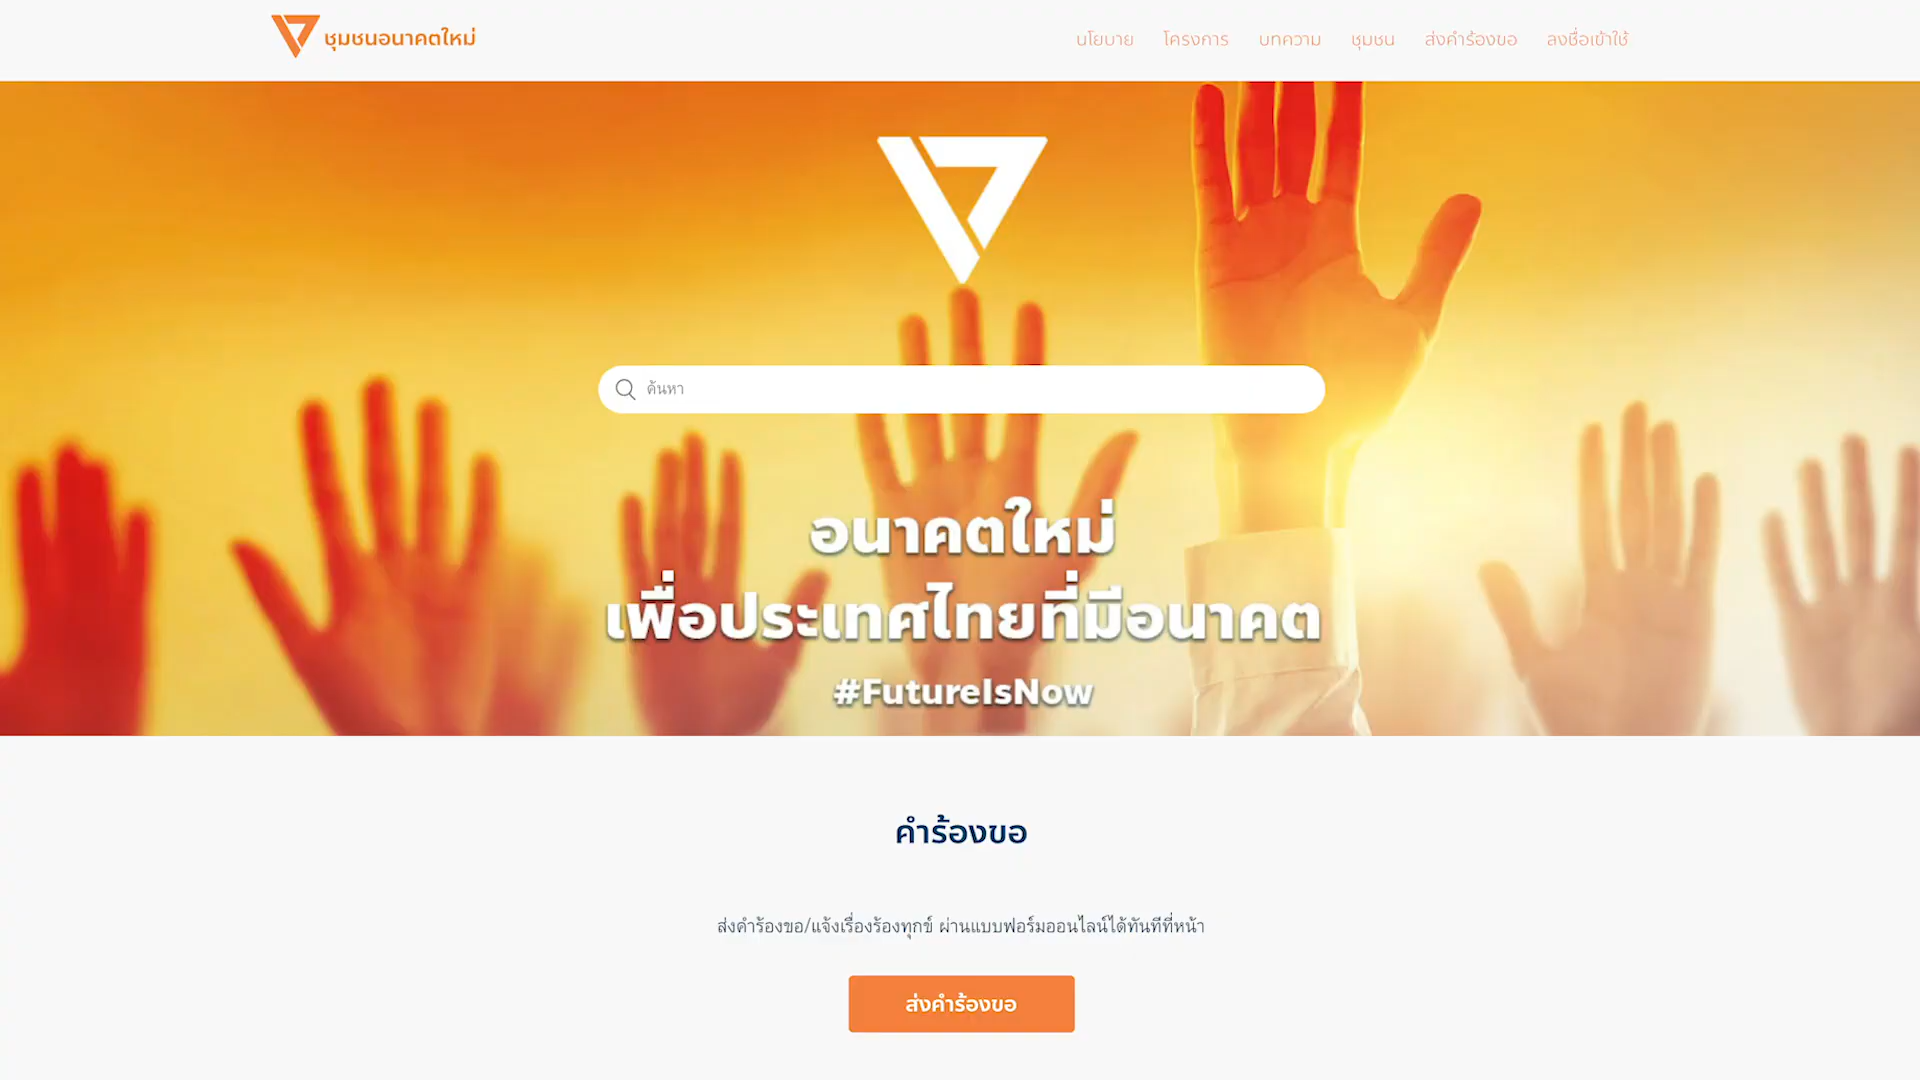 ชุมชนอนาคตใหม่
นโยบาย โครงการ บทความ ชุมชน ส่งคำร้องขอ ลงชื่อเข้าใช้
ค้นหา
อนาคตใหม่
เพื่อประเทศไทยที่มีอนาคต
#FutureIsNow
คำร้องขอ
ส่งคำร้องขอ/แจ้งเรื่องร้องทุกข์ ผ่านแบบฟอร์มออนไลน์ได้ทันทีที่หน้า
ส่งคำร้องขอ